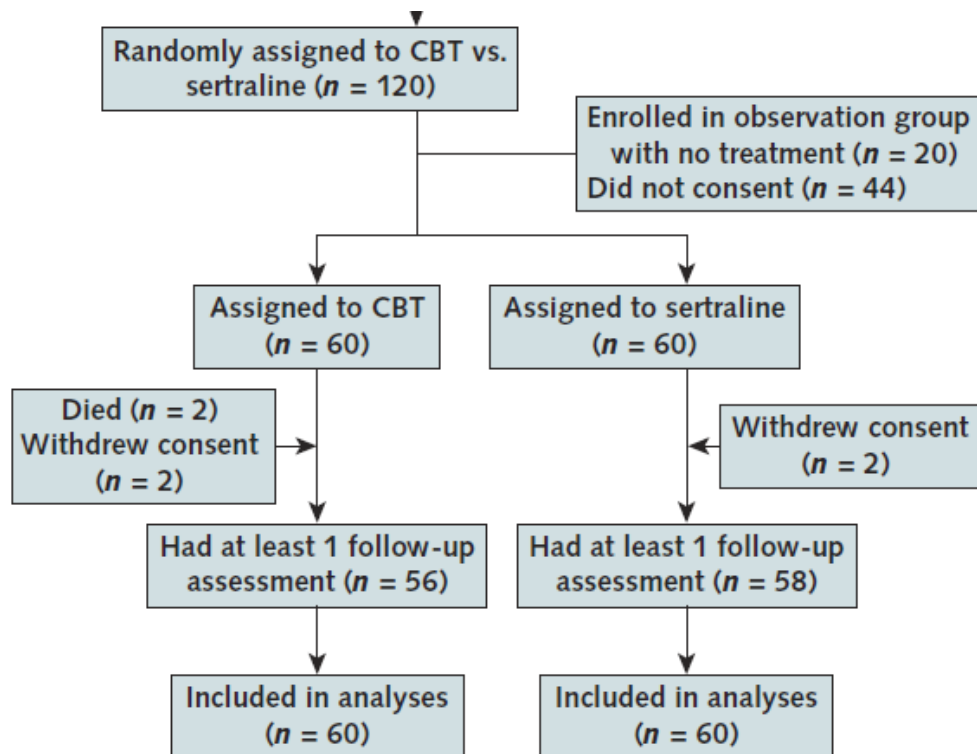 Randomly assigned to CBT vs.
sertraline (n = 120)
Enrolled in observation group
with no treatment (n = 20)
Did not consent (n = 44)
Assigned to CBT
(n = 60)
Assigned to sertraline
(n = 60)
Died (n = 2)
Withdrew consent
(n = 2)
Withdrew consent
(n = 2)
Had at least 1 follow-up
assessment (n = 56)
Had at least 1 follow-up
assessment (n = 58)
Included in analyses
(n = 60)
Included in analyses
(n = 60)